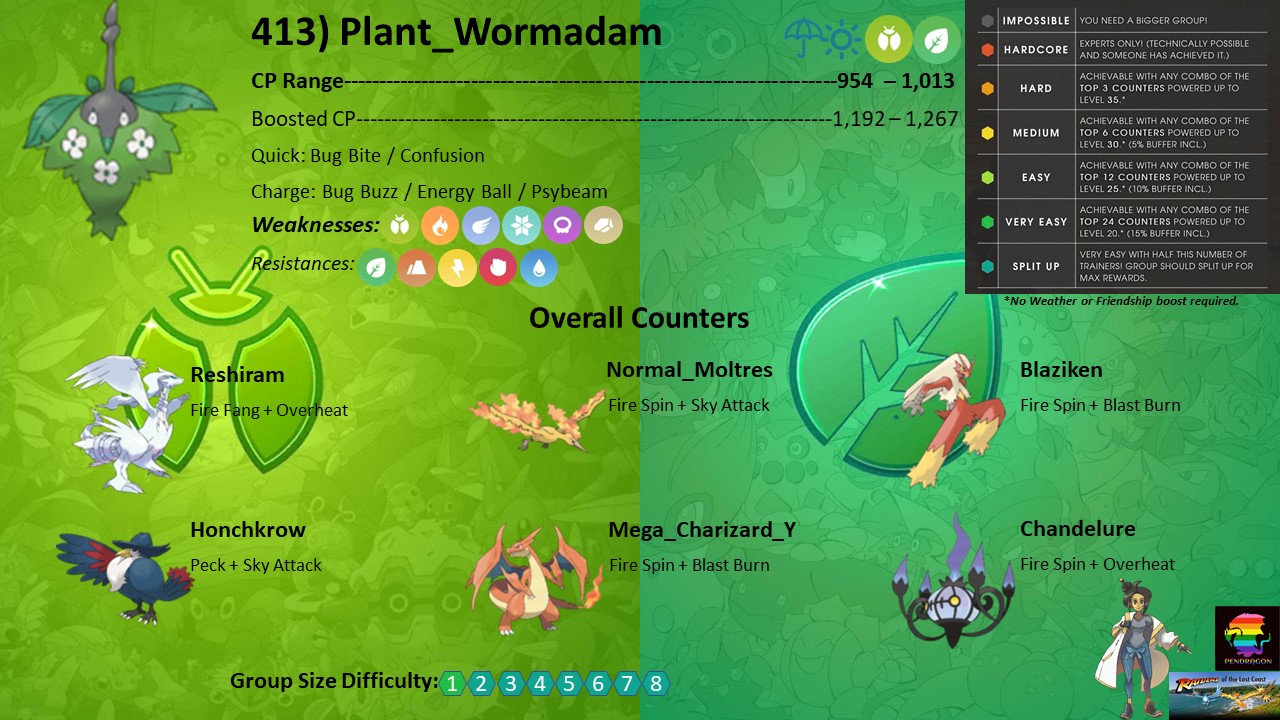 413) Plant_Wormadam
CP Range-----------------------------------------------------------------------954 – 1,013
Boosted CP--------------------------------------------------------------------1,192 – 1,267
Quick: Bug Bite / Confusion
Charge: Bug Buzz / Energy Ball / Psybeam
Weaknesses:
Resistances:
IMPOSSIBLE YOU NEED A BIGGER GROUP!
HARDCORE EXPERTS ONLY! (TECHNICALLY POSSIBLE
AND SOMEONE HAS ACHIEVED IT.)
HARD ACHIEVABLE WITH ANY COMBO OF THE
TOP 3 COUNTERS POWERED UP TO
LEVEL 35.*
MEDIUM ACHIEVABLE WITH ANY COMBO OF THE
TOP 6 COUNTERS POWERED UP TO
LEVEL 30.* (5% BUFFER INCL.)
EASY ACHIEVABLE WITH ANY COMBO OF THE
TOP 12 COUNTERS POWERED UP TO
LEVEL 25.* (10% BUFFER INCL.)
VERY EASY ACHIEVABLE WITH ANY COMBO OF THE
TOP 24 COUNTERS POWERED UP TO
LEVEL 20.* (15% BUFFER INCL.)
SPLIT UP VERY EASY WITH HALF THIS NUMBER OF
TRAINERS! GROUP SHOULD SPLIT UP FOR
MAX REWARDS.
*No Weather or Friendship boost required.
Overall Counters
Reshiram
Fire Fang + Overheat
Normal_Moltres
Fire Spin + Sky Attack
Blaziken
Fire Spin + Blast Burn
Honchkrow
Peck + Sky Attack
Mega_Charizard_Y
Fire Spin + Blast Burn
Chandelure
Fire Spin + Overheat
Group Size Difficulty: 1 2 3 4 5 6 7 8
PENDRAGON
RAIDERS of the Lost Coast